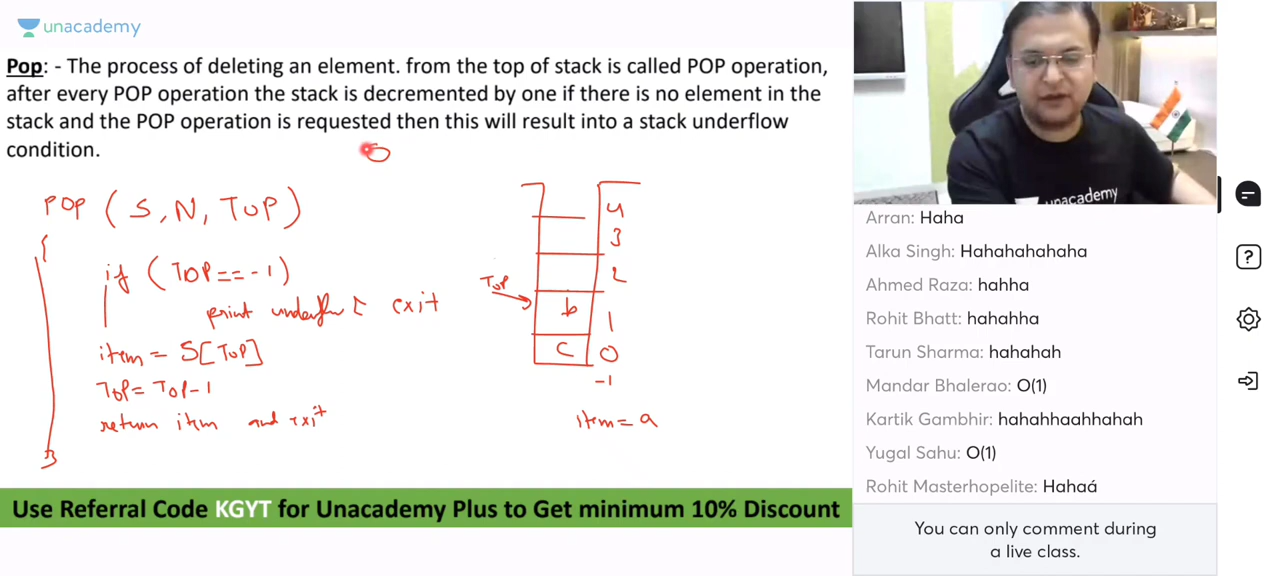 unacademy
Pop: - The process of deleting an element. from the top of stack is called POP operation,
after every POP operation the stack is decremented by one if there is no element in the
stack and the POP operation is requested then this will result into a stack underflow
condition.
POP (S, N, TOP)
{
if (TOP==-1)
print underflow & exit
item = S[TOP]
TOP = TOP-1
return item and exit
}
4
3
2
TOP
b 1
C 0
-1
item = a
Use Referral Code KGYT for Unacademy Plus to Get minimum 10% Discount
unacademy
Arran: Haha
Alka Singh: Hahahahahaha
Ahmed Raza: hahha
Rohit Bhatt: hahahha
Tarun Sharma: hahahah
Mandar Bhalerao: O(1)
Kartik Gambhir: hahahhaahhahah
Yugal Sahu: O(1)
Rohit Masterhopelite: Hahaá
You can only comment during
a live class.